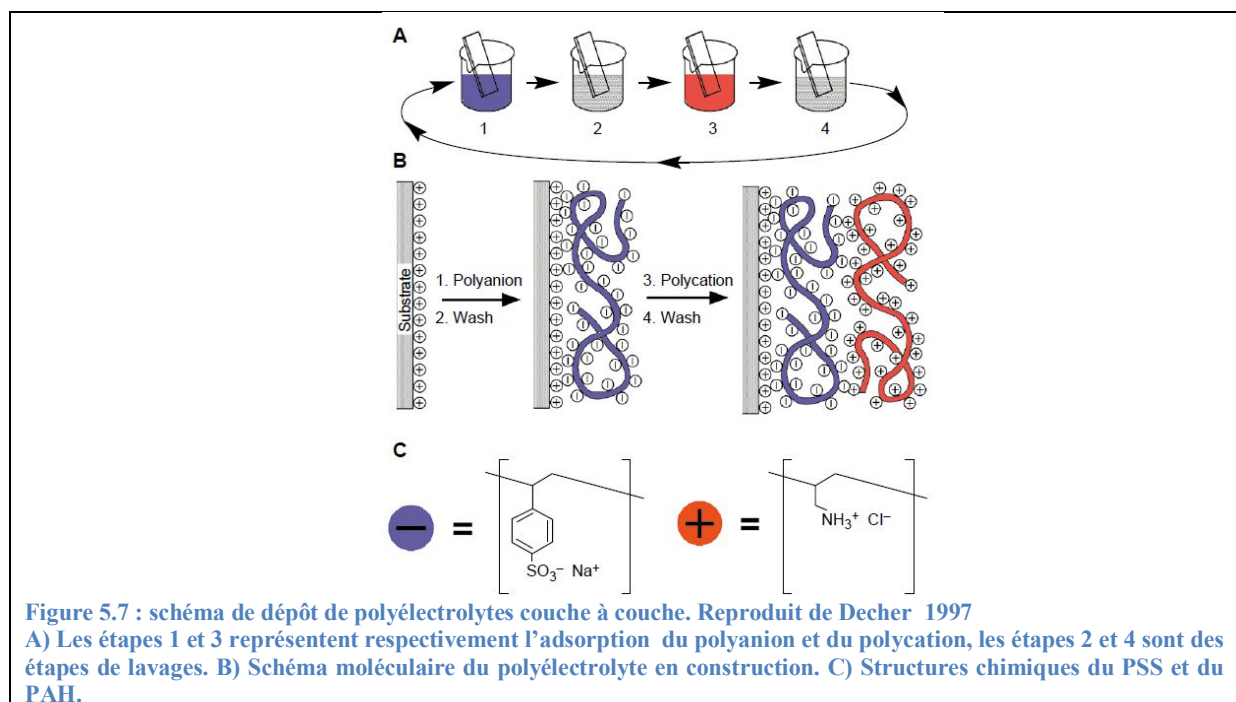 A
1 2 3 4
B
Substrate
1. Polyanion
2. Wash
3. Polycation
4. Wash
C
− =
SO₃⁻ Na⁺
+ =
NH₃⁺ Cl⁻
Figure 5.7 : schéma de dépôt de polyélectrolytes couche à couche. Reproduit de Decher 1997
A) Les étapes 1 et 3 représentent respectivement l’adsorption du polyanion et du polycation, les étapes 2 et 4 sont des
étapes de lavages. B) Schéma moléculaire du polyélectrolyte en construction. C) Structures chimiques du PSS et du
PAH.